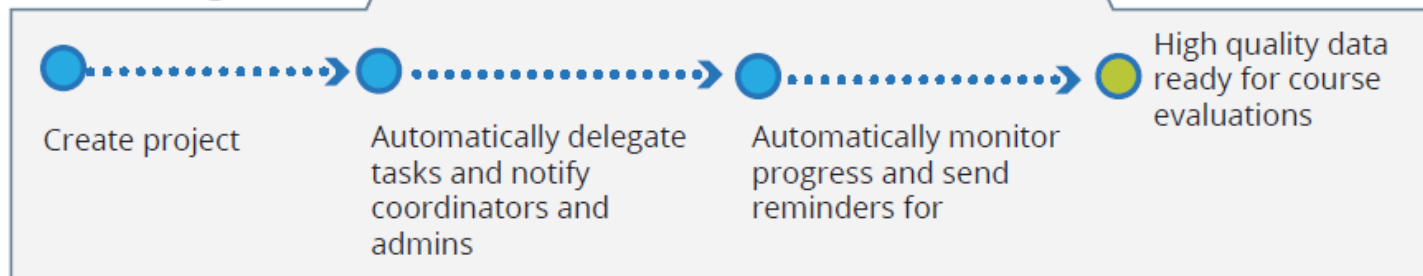 Create project
Automatically delegate
tasks and notify
coordinators and
admins
Automatically monitor
progress and send
reminders for
High quality data
ready for course
evaluations